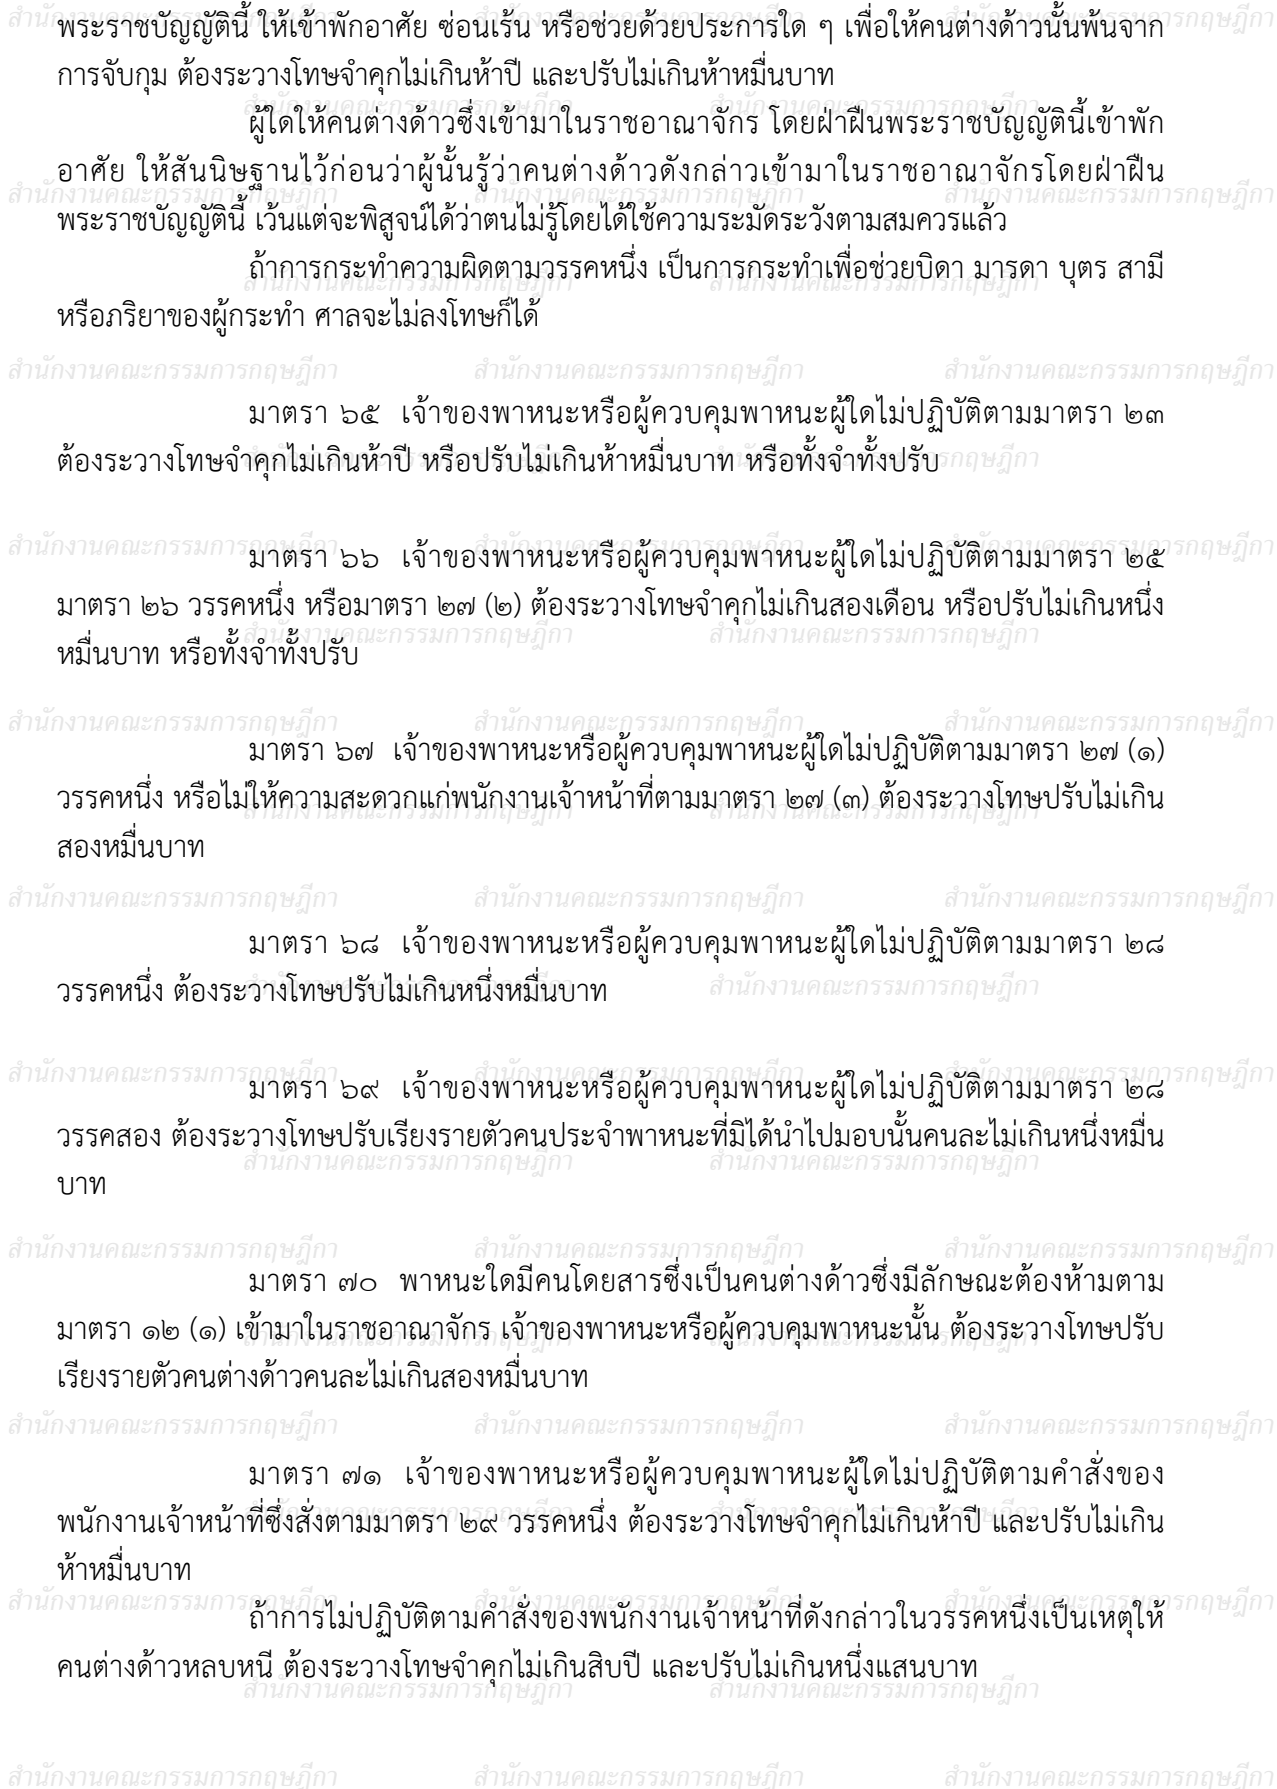 พระราชบัญญัตินี้ ให้เข้าพักอาศัย ซ่อนเร้น หรือช่วยด้วยประการใด ๆ เพื่อให้คนต่างด้าวนั้นพ้นจาก
การจับกุม ต้องระวางโทษจำคุกไม่เกินห้าปี และปรับไม่เกินห้าหมื่นบาท
ผู้ใดให้คนต่างด้าวซึ่งเข้ามาในราชอาณาจักร โดยฝ่าฝืนพระราชบัญญัตินี้เข้าพัก
อาศัย ให้สันนิษฐานไว้ก่อนว่าผู้นั้นรู้ว่าคนต่างด้าวดังกล่าวเข้ามาในราชอาณาจักรโดยฝ่าฝืน
พระราชบัญญัตินี้ เว้นแต่จะพิสูจน์ได้ว่าตนไม่รู้โดยได้ใช้ความระมัดระวังตามสมควรแล้ว
ถ้าการกระทำความผิดตามวรรคหนึ่ง เป็นการกระทำเพื่อช่วยบิดา มารดา บุตร สามี
หรือภริยาของผู้กระทำ ศาลจะไม่ลงโทษก็ได้
สำนักงานคณะกรรมการกฤษฎีกา สำนักงานคณะกรรมการกฤษฎีกา สำนักงานคณะกรรมการกฤษฎีกา
มาตรา ๖๕ เจ้าของพาหนะหรือผู้ควบคุมพาหนะผู้ใดไม่ปฏิบัติตามมาตรา ๒๓
ต้องระวางโทษจำคุกไม่เกินห้าปี หรือปรับไม่เกินห้าหมื่นบาท หรือทั้งจำทั้งปรับ
มาตรา ๖๖ เจ้าของพาหนะหรือผู้ควบคุมพาหนะผู้ใดไม่ปฏิบัติตามมาตรา ๒๕
มาตรา ๒๖ วรรคหนึ่ง หรือมาตรา ๒๗ (๒) ต้องระวางโทษจำคุกไม่เกินสองเดือน หรือปรับไม่เกินหนึ่ง
หมื่นบาท หรือทั้งจำทั้งปรับ
สำนักงานคณะกรรมการกฤษฎีกา สำนักงานคณะกรรมการกฤษฎีกา สำนักงานคณะกรรมการกฤษฎีกา
มาตรา ๖๗ เจ้าของพาหนะหรือผู้ควบคุมพาหนะผู้ใดไม่ปฏิบัติตามมาตรา ๒๗ (๑)
วรรคหนึ่ง หรือไม่ให้ความสะดวกแก่พนักงานเจ้าหน้าที่ตามมาตรา ๒๗ (๓) ต้องระวางโทษปรับไม่เกิน
สองหมื่นบาท
สำนักงานคณะกรรมการกฤษฎีกา สำนักงานคณะกรรมการกฤษฎีกา สำนักงานคณะกรรมการกฤษฎีกา
มาตรา ๖๘ เจ้าของพาหนะหรือผู้ควบคุมพาหนะผู้ใดไม่ปฏิบัติตามมาตรา ๒๘
วรรคหนึ่ง ต้องระวางโทษปรับไม่เกินหนึ่งหมื่นบาท
มาตรา ๖๙ เจ้าของพาหนะหรือผู้ควบคุมพาหนะผู้ใดไม่ปฏิบัติตามมาตรา ๒๘
วรรคสอง ต้องระวางโทษปรับเรียงรายตัวคนประจำพาหนะที่มิได้นำไปมอบนั้นคนละไม่เกินหนึ่งหมื่น
บาท
สำนักงานคณะกรรมการกฤษฎีกา สำนักงานคณะกรรมการกฤษฎีกา สำนักงานคณะกรรมการกฤษฎีกา
มาตรา ๗๐ พาหนะใดมีคนโดยสารซึ่งเป็นคนต่างด้าวซึ่งมีลักษณะต้องห้ามตาม
มาตรา ๑๒ (๑) เข้ามาในราชอาณาจักร เจ้าของพาหนะหรือผู้ควบคุมพาหนะนั้น ต้องระวางโทษปรับ
เรียงรายตัวคนต่างด้าวคนละไม่เกินสองหมื่นบาท
สำนักงานคณะกรรมการกฤษฎีกา สำนักงานคณะกรรมการกฤษฎีกา สำนักงานคณะกรรมการกฤษฎีกา
มาตรา ๗๑ เจ้าของพาหนะหรือผู้ควบคุมพาหนะผู้ใดไม่ปฏิบัติตามคำสั่งของ
พนักงานเจ้าหน้าที่ซึ่งสั่งตามมาตรา ๒๙ วรรคหนึ่ง ต้องระวางโทษจำคุกไม่เกินห้าปี และปรับไม่เกิน
ห้าหมื่นบาท
ถ้าการไม่ปฏิบัติตามคำสั่งของพนักงานเจ้าหน้าที่ดังกล่าวในวรรคหนึ่งเป็นเหตุให้
คนต่างด้าวหลบหนี ต้องระวางโทษจำคุกไม่เกินสิบปี และปรับไม่เกินหนึ่งแสนบาท
สำนักงานคณะกรรมการกฤษฎีกา สำนักงานคณะกรรมการกฤษฎีกา
สำนักงานคณะกรรมการกฤษฎีกา สำนักงานคณะกรรมการกฤษฎีกา สำนักงานคณะกรรมการกฤษฎีกา